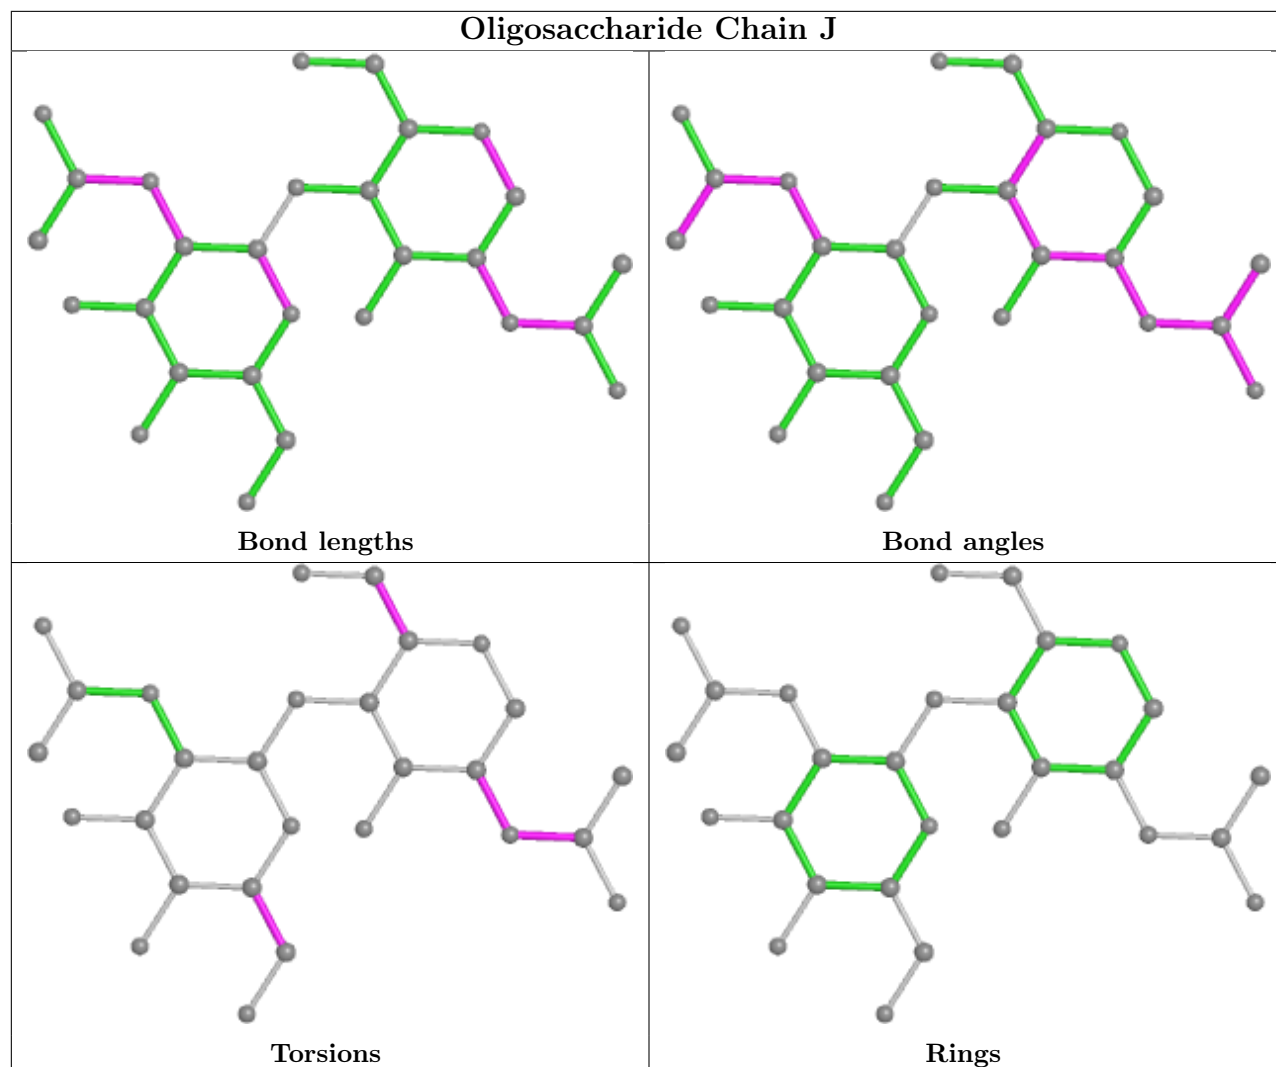 Oligosaccharide Chain J
Bond lengths
Bond angles
Torsions
Rings